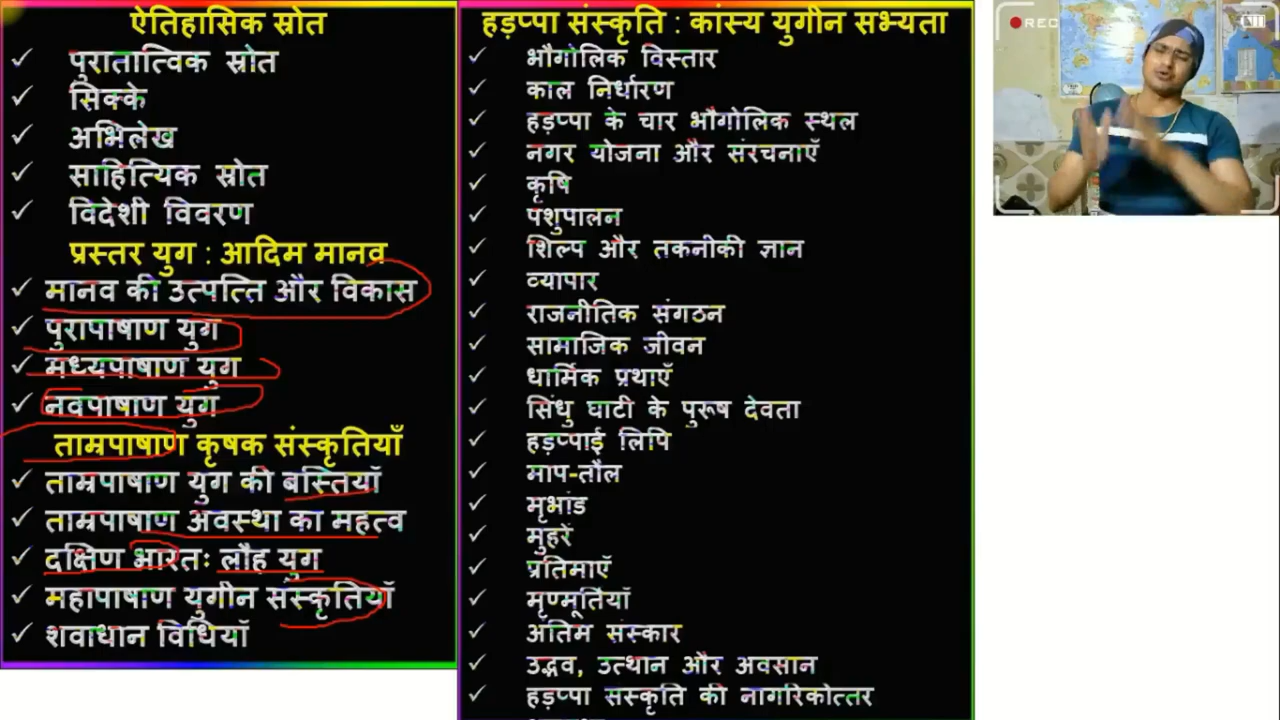 ऐतिहासिक स्रोत
पुरातात्विक स्रोत
सिक्के
अभिलेख
साहित्यिक स्रोत
विदेशी विवरण
प्रस्तर युग : आदिम मानव
मानव की उत्पत्ति और विकास
पुरापाषाण युग
मध्यपाषाण युग
नवपाषाण युग
ताम्रपाषाण कृषक संस्कृतियाँ
ताम्रपाषाण युग की बस्तियाँ
ताम्रपाषाण अवस्था का महत्व
दक्षिण भारतः लौह युग
महापाषाण युगीन संस्कृतियाँ
शवाधान विधियाँ
हड़प्पा संस्कृति : कांस्य युगीन सभ्यता
भौगोलिक विस्तार
काल निर्धारण
हड़प्पा के चार भौगोलिक स्थल
नगर योजना और संरचनाएँ
कृषि
पशुपालन
शिल्प और तकनीकी ज्ञान
व्यापार
राजनीतिक संगठन
सामाजिक जीवन
धार्मिक प्रथाएँ
सिंधु घाटी के पुरूष देवता
हड़प्पाई लिपि
माप-तौल
मृभांड
मुहरें
प्रतिमाएँ
मृण्मूर्तियाँ
अंतिम संस्कार
उद्भव, उत्थान और अवसान
हड़प्पा संस्कृति की नागरिकोत्तर
REC